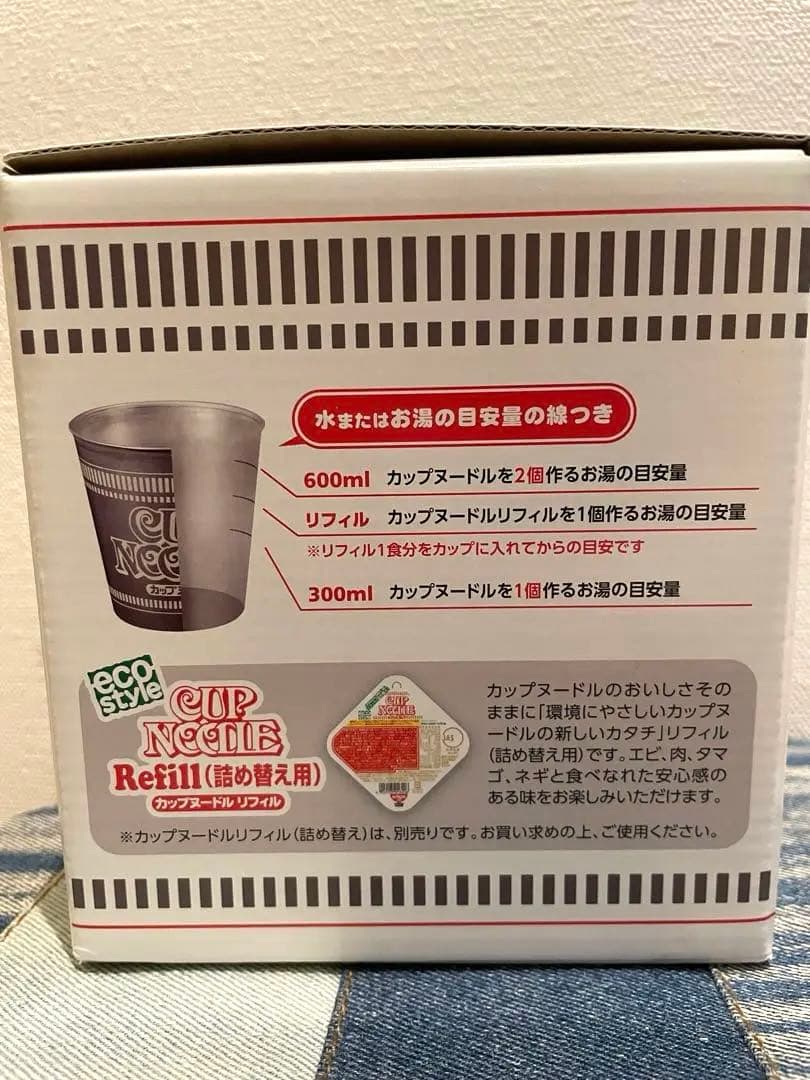 水またはお湯の目安量の線つき
600ml カップヌードルを2個作るお湯の目安量
リフィル カップヌードルリフィルを1個作るお湯の目安量
※リフィル1食分をカップに入れてからの目安です
300ml カップヌードルを1個作るお湯の目安量
CU
NOO
カップヌ
eco
style
CUP
NOODLE
Refill(詰め替え用)
カップヌードル リフィル
CUP
NOODLE
JAS
カップヌードルのおいしさその
ままに「環境にやさしいカップヌ
ードルの新しいカタチ」リフィル
(詰め替え用)です。エビ、肉、タマ
ゴ、ネギと食べなれた安心感の
ある味をお楽しみいただけます。
※カップヌードルリフィル(詰め替え)は、別売りです。お買い求めの上、ご使用ください。